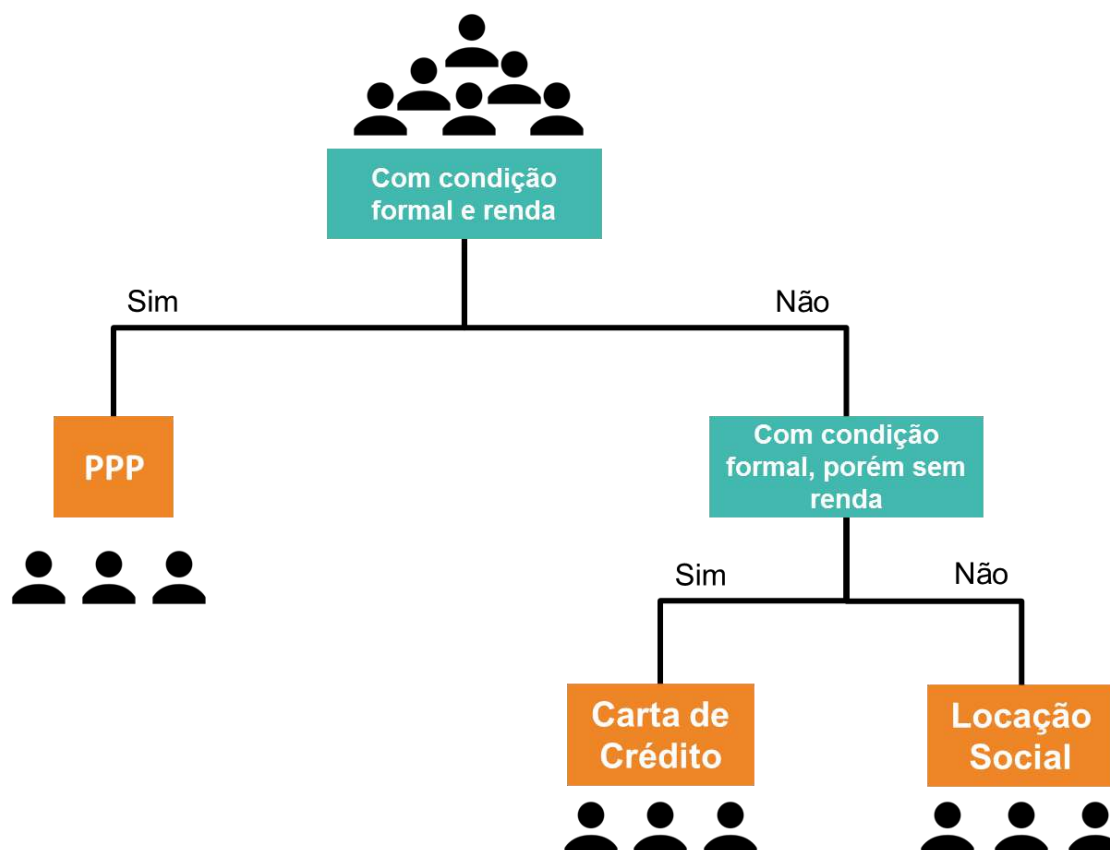 Com condição
formal e renda
Sim
Não
PPP
Com condição
formal, porém sem
renda
Sim
Não
Carta de
Crédito
Locação
Social